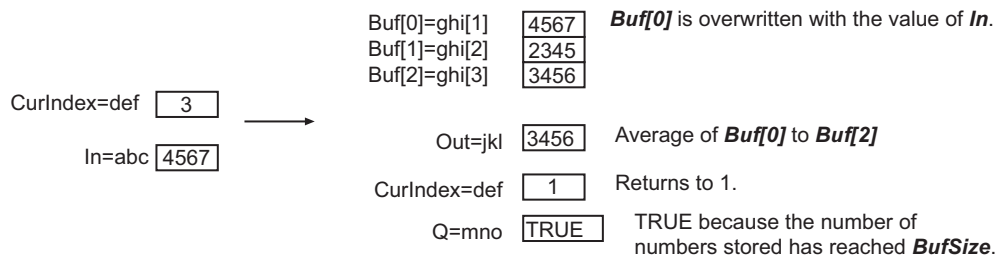 Buf[0]=ghi[1] 4567 Buf[0] is overwritten with the value of In.
Buf[1]=ghi[2] 2345
Buf[2]=ghi[3] 3456
CurIndex=def 3
In=abc 4567
Out=jkl 3456 Average of Buf[0] to Buf[2]
CurIndex=def 1 Returns to 1.
Q=mno TRUE TRUE because the number of
numbers stored has reached BufSize.